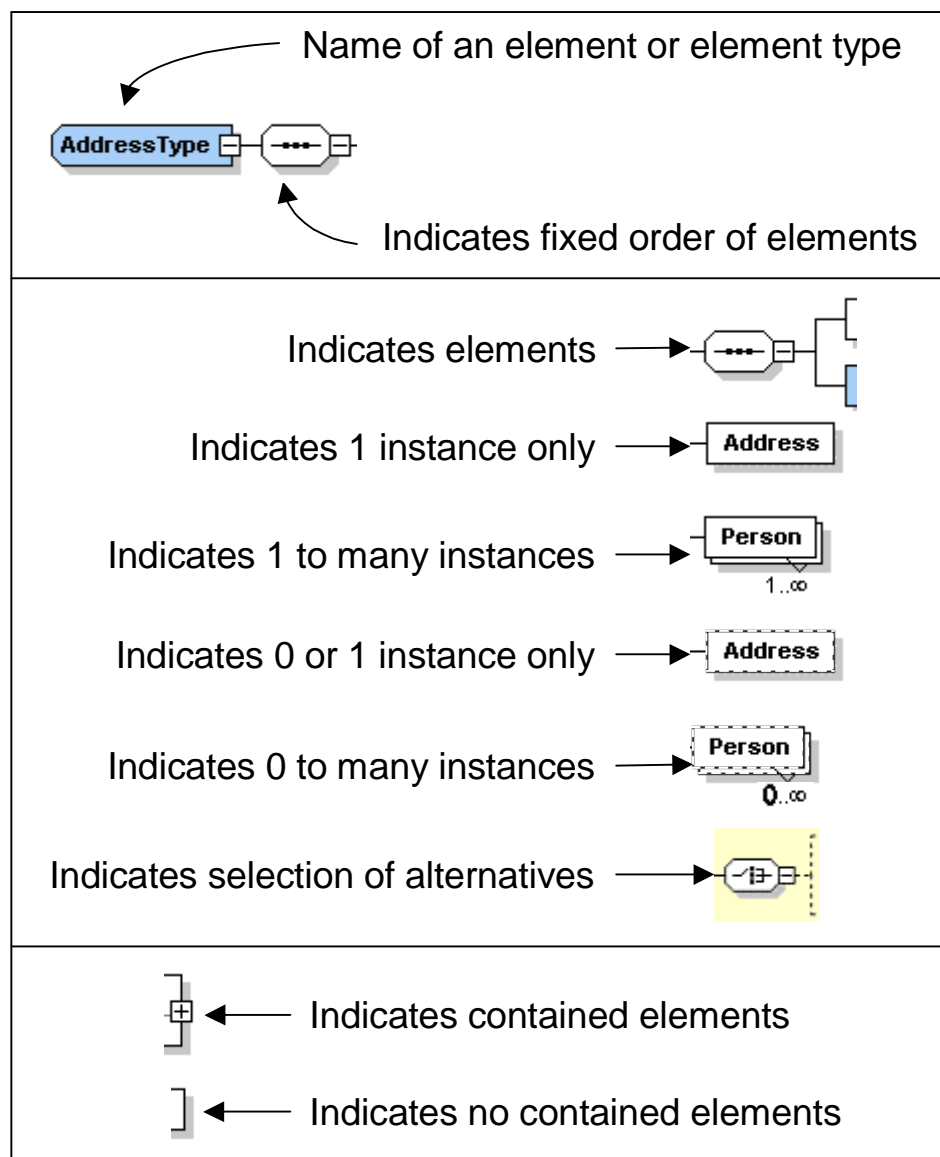 Name of an element or element type
AddressType
Indicates fixed order of elements
Indicates elements
Indicates 1 instance only
Address
Indicates 1 to many instances
Person
1..∞
Indicates 0 or 1 instance only
Address
Indicates 0 to many instances
Person
0..∞
Indicates selection of alternatives
Indicates contained elements
Indicates no contained elements